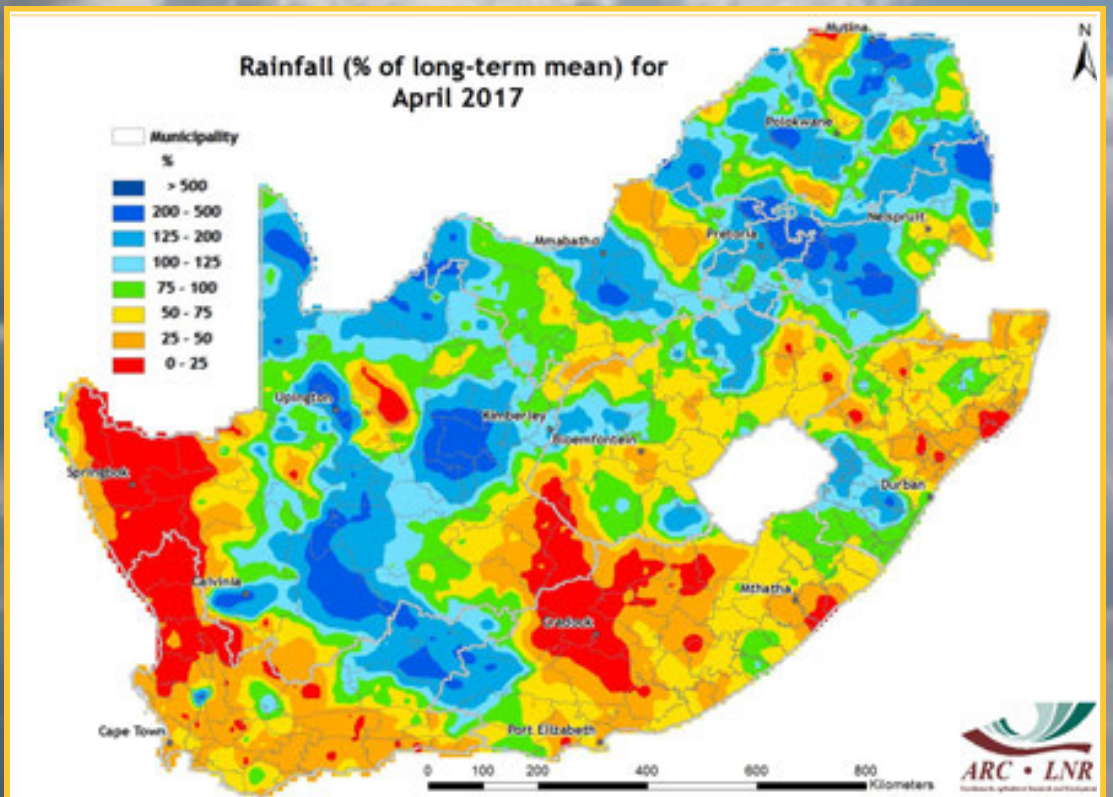 Rainfall (% of long-term mean) for
April 2017
N
Municipality
%
> 500
200 - 500
125 - 200
100 - 125
75 - 100
50 - 75
25 - 50
0 - 25
Mutina
Polokwane
Nelspruit
Pretoria
Mmabatho
Upington
Kimberley
Bloemfontein
Springbok
Durban
Calvinia
Mthatha
Cradock
Cape Town
Port Elizabeth
0 100 200 400 600 800
Kilometers
ARC • LNR